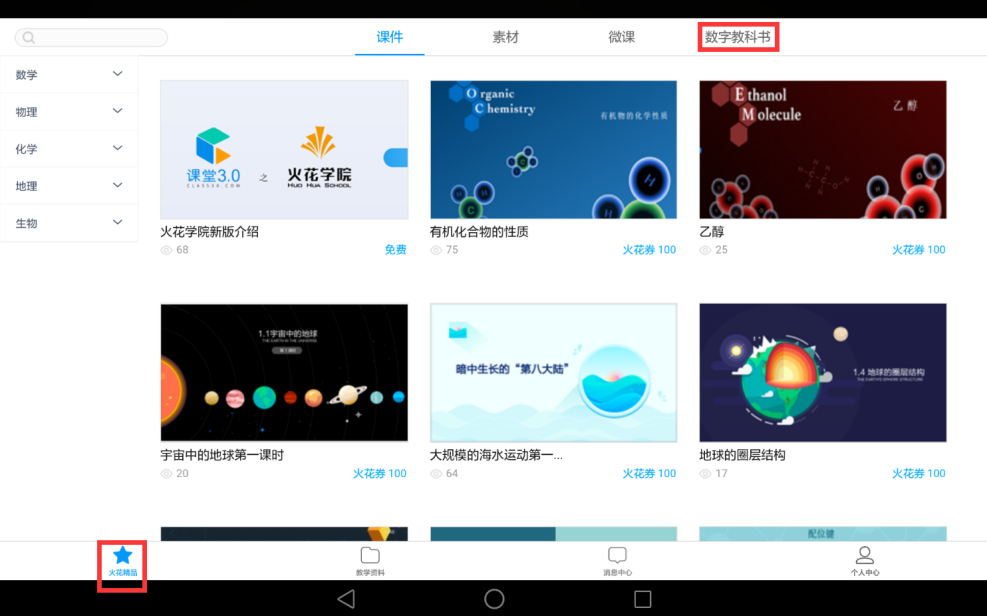 课件
素材
微课
数字教科书
数学
物理
化学
地理
生物
课堂3.0
CLASS30.COM
之
火花学院
HUO HUA SCHOOL
火花学院新版介绍
68
免费
Organic
Chemistry
有机物的化学性质
H
H
H
H
C
有机化合物的性质
75
火花券 100
Ethanol
Molecule
乙 醇
乙醇
25
火花券 100
1.1宇宙中的地球
THE EARTH IN THE UNIVERSE
宇宙中的地球第一课时
20
火花券 100
暗中生长的“第八大陆”
大规模的海水运动第一...
64
火花券 100
1.4 地球的圈层结构
THE EARTH'S SPHERE STRUCTURE
地球的圈层结构
17
火花券 100
配位键
火花精品
教学资料
消息中心
个人中心